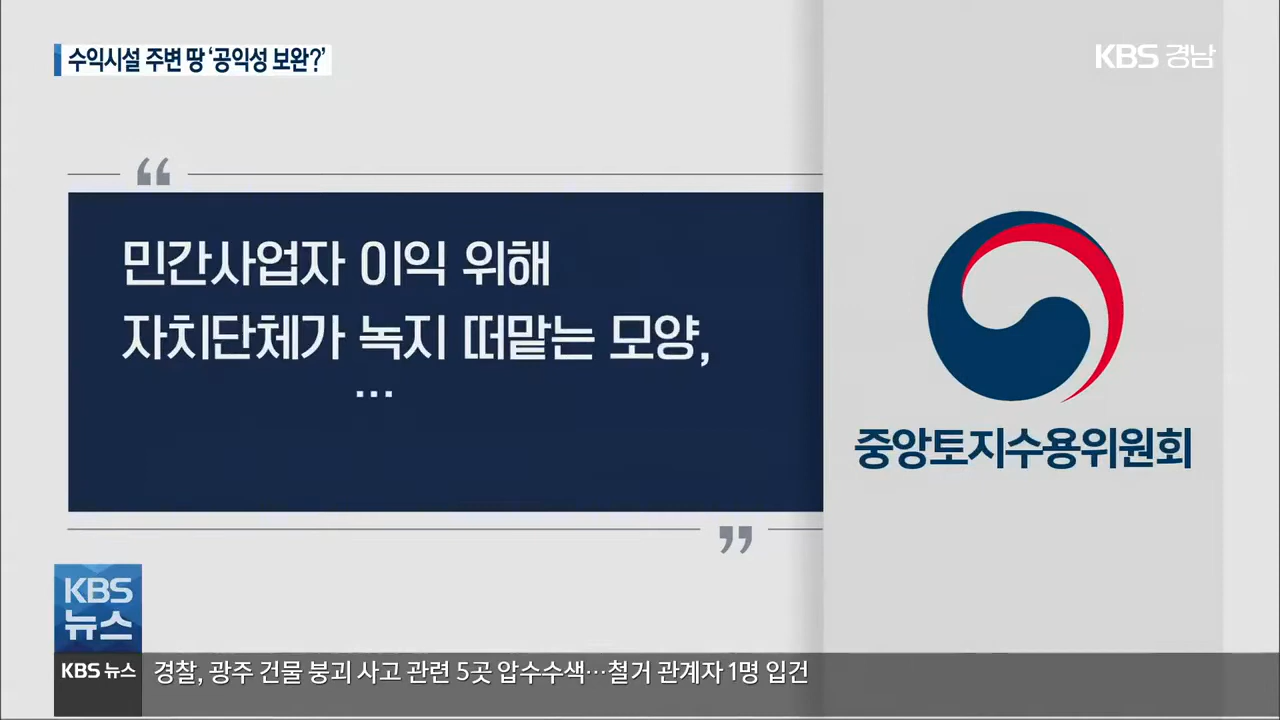 수익시설 주변 땅 ‘공익성 보완?’
KBS 경남
“
민간사업자 이익 위해
자치단체가 녹지 떠맡는 모양,
…
”
중앙토지수용위원회
KBS
뉴스
KBS 뉴스 경찰, 광주 건물 붕괴 사고 관련 5곳 압수수색…철거 관계자 1명 입건